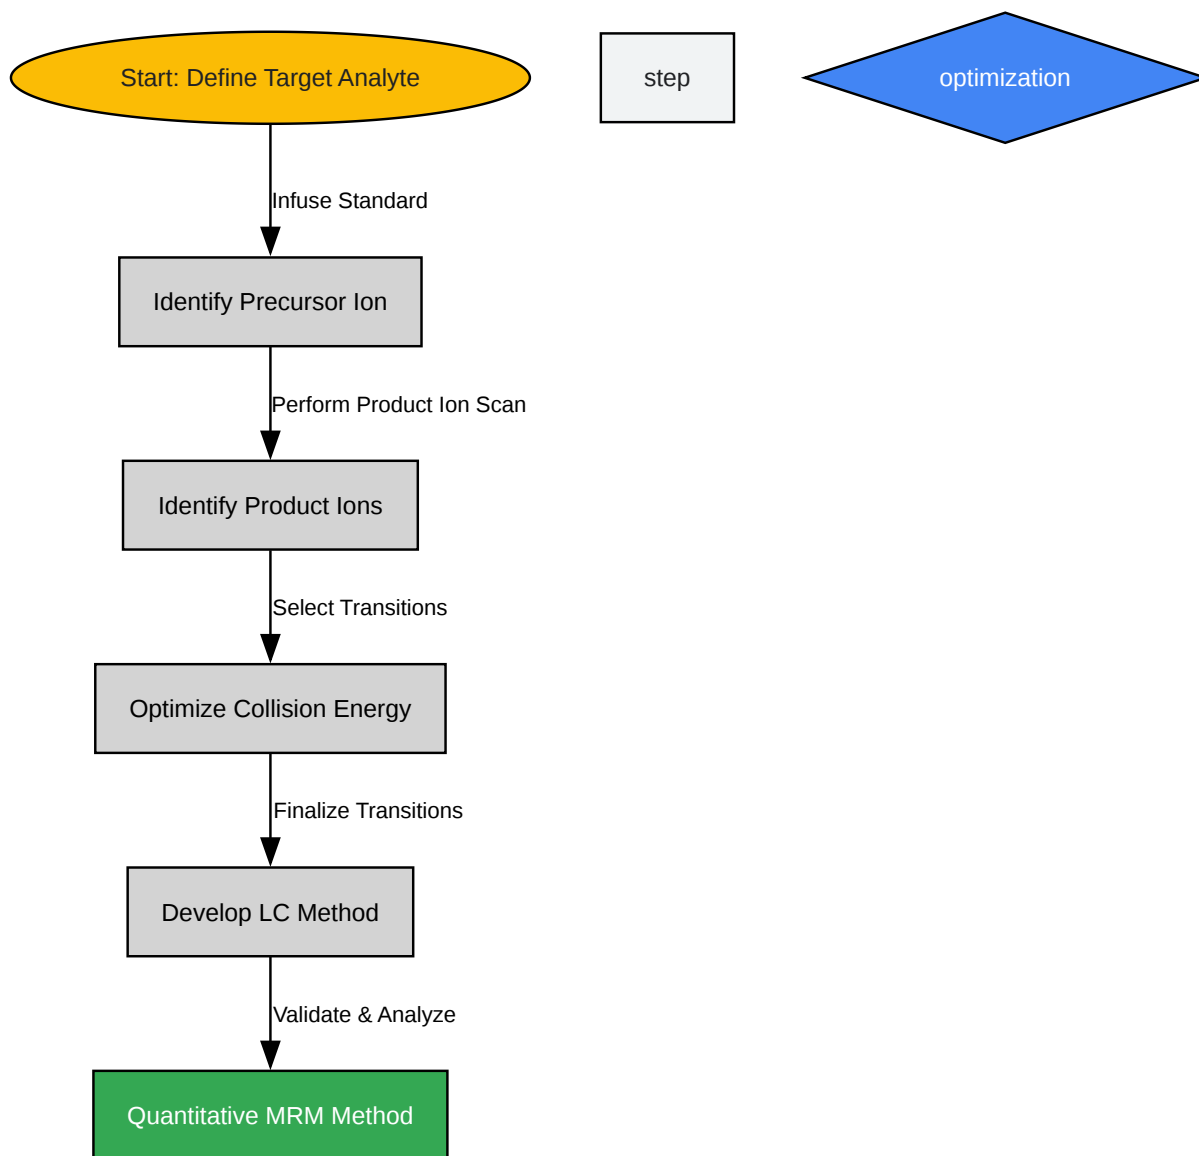 Start: Define Target Analyte
step
optimization
Infuse Standard
Identify Precursor Ion
Perform Product Ion Scan
Identify Product Ions
Select Transitions
Optimize Collision Energy
Finalize Transitions
Develop LC Method
Validate & Analyze
Quantitative MRM Method